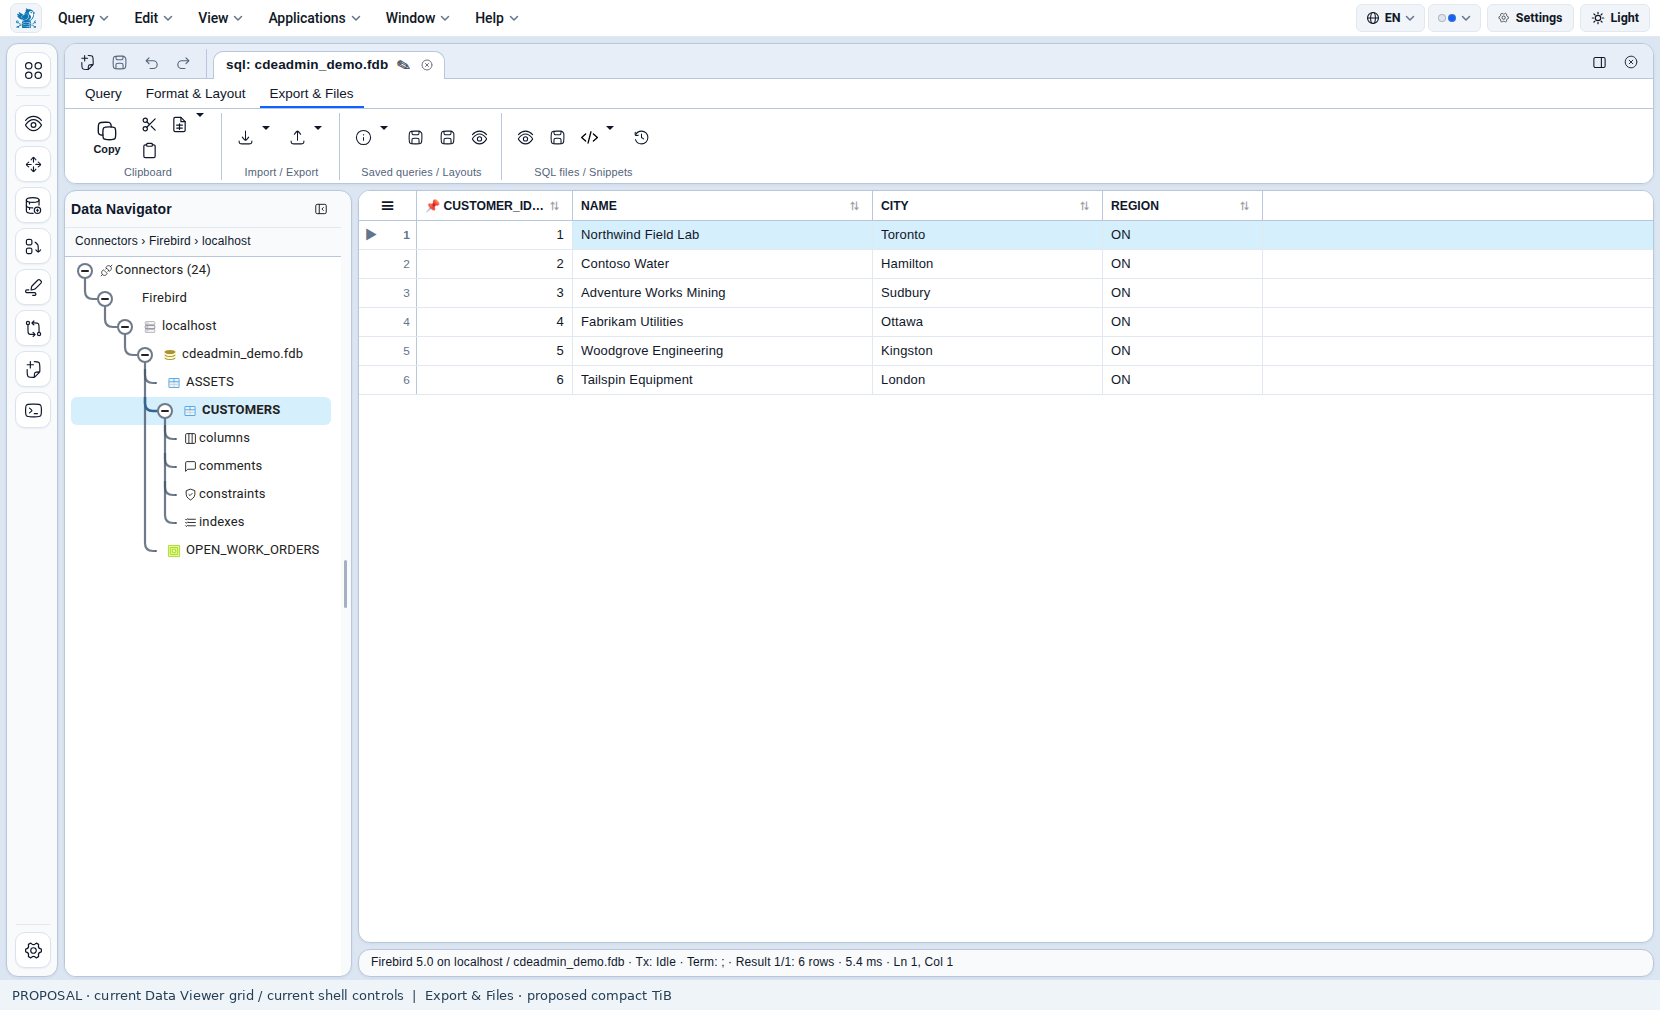 Query Edit View Applications Window Help EN Settings Light
sql: cdeadmin_demo.fdb
Query Format & Layout Export & Files
Copy
Clipboard Import / Export Saved queries / Layouts SQL files / Snippets
Data Navigator
Connectors › Firebird › localhost
Connectors (24)
Firebird
localhost
cdeadmin_demo.fdb
ASSETS
CUSTOMERS
columns
comments
constraints
indexes
OPEN_WORK_ORDERS
CUSTOMER_ID... NAME CITY REGION
1 1 Northwind Field Lab Toronto ON
2 2 Contoso Water Hamilton ON
3 3 Adventure Works Mining Sudbury ON
4 4 Fabrikam Utilities Ottawa ON
5 5 Woodgrove Engineering Kingston ON
6 6 Tailspin Equipment London ON
Firebird 5.0 on localhost / cdeadmin_demo.fdb · Tx: Idle · Term: ; · Result 1/1: 6 rows · 5.4 ms · Ln 1, Col 1
PROPOSAL · current Data Viewer grid / current shell controls | Export & Files · proposed compact TiB